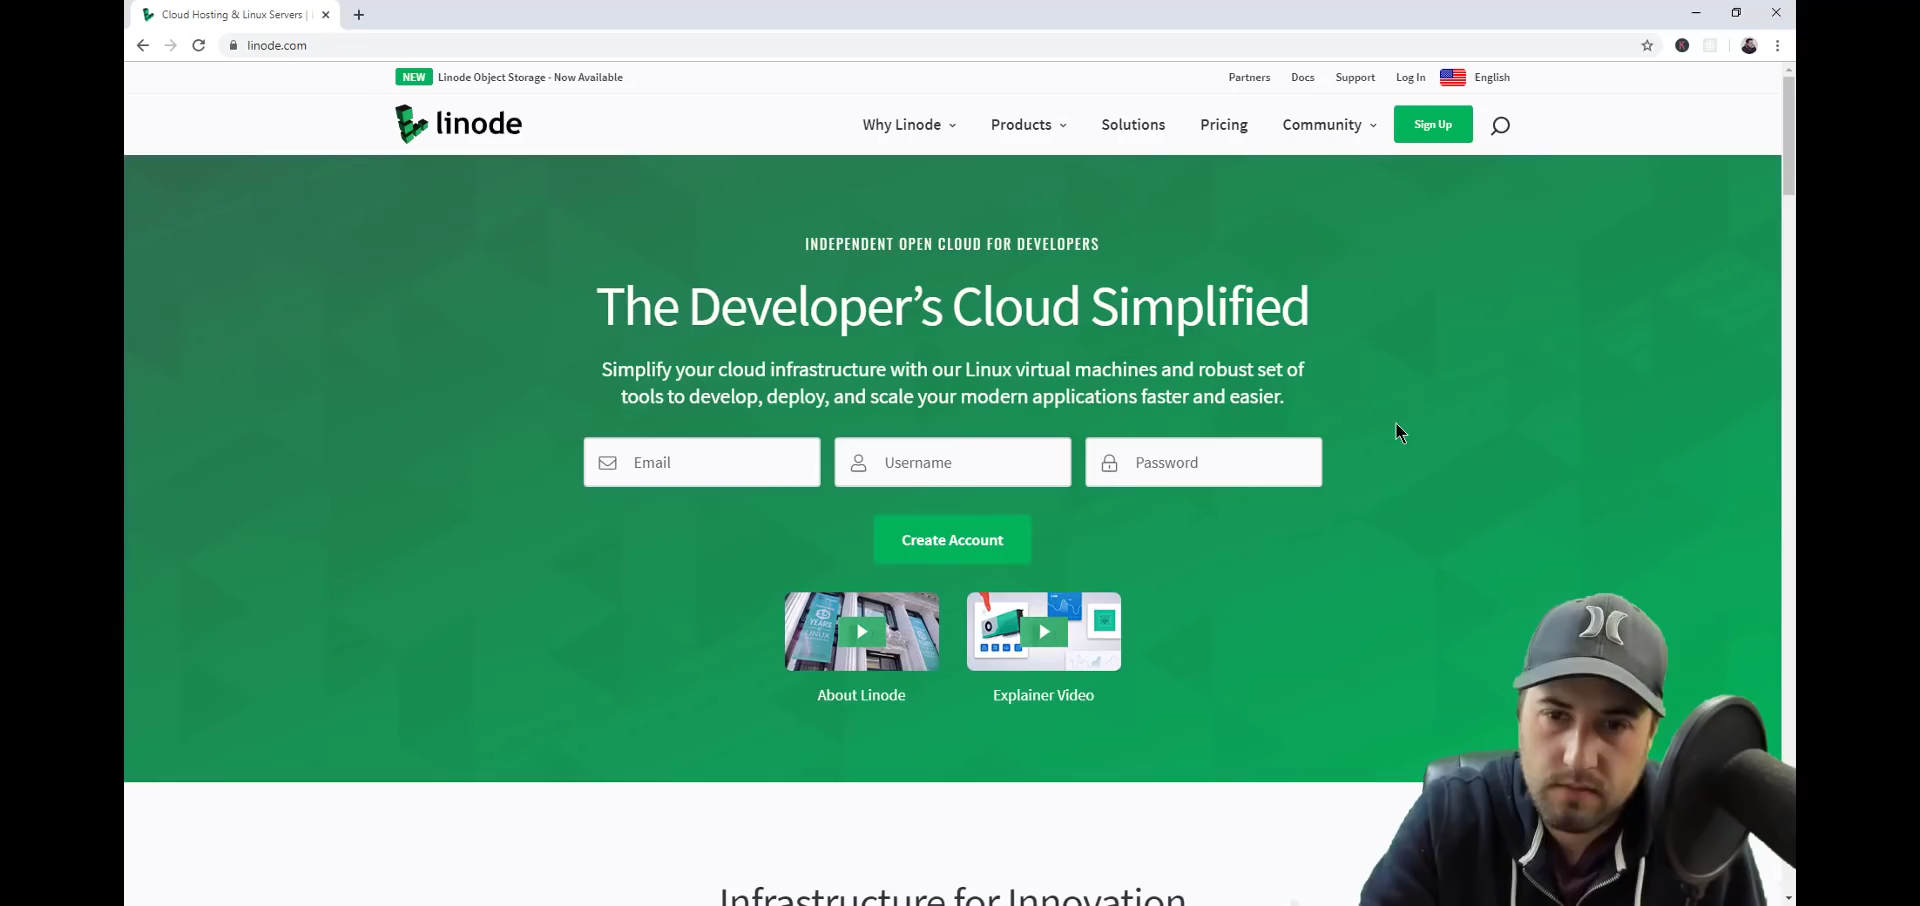 Cloud Hosting & Linux Servers |
linode.com
NEW Linode Object Storage - Now Available
Partners Docs Support Log In English
linode
Why Linode Products Solutions Pricing Community Sign Up
INDEPENDENT OPEN CLOUD FOR DEVELOPERS
The Developer’s Cloud Simplified
Simplify your cloud infrastructure with our Linux virtual machines and robust set of
tools to develop, deploy, and scale your modern applications faster and easier.
Email Username Password
Create Account
YEARS
About Linode Explainer Video
Infrastructure for Innovation